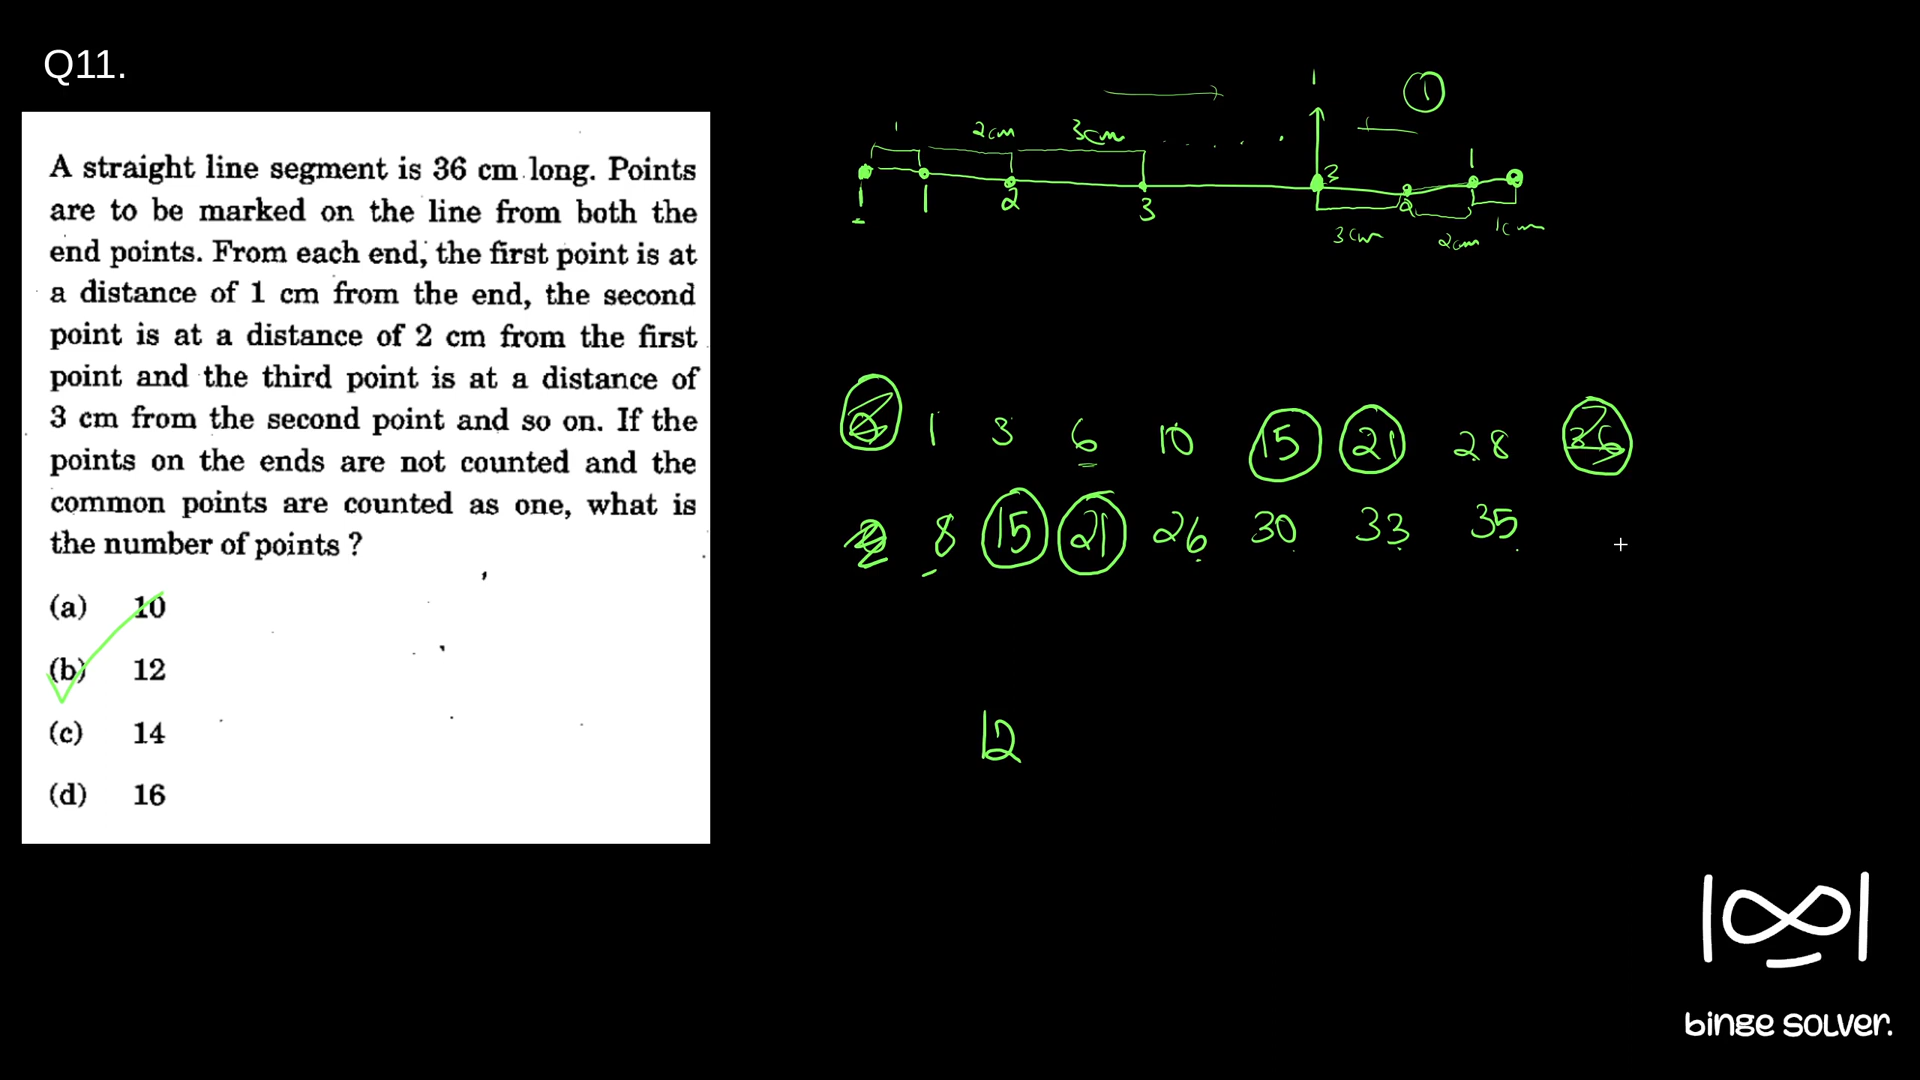 Q11.
A straight line segment is 36 cm long. Points
are to be marked on the line from both the
end points. From each end, the first point is at
a distance of 1 cm from the end, the second
point is at a distance of 2 cm from the first
point and the third point is at a distance of
3 cm from the second point and so on. If the
points on the ends are not counted and the
common points are counted as one, what is
the number of points ?
(a) 10
(b) 12
(c) 14
(d) 16
1
1 2cm 3cm
1 2 3
3 2 1
3cm 2cm 1cm
1 3 6 10 15 21 28 36
8 15 21 26 30 33 35
12
binge solver.